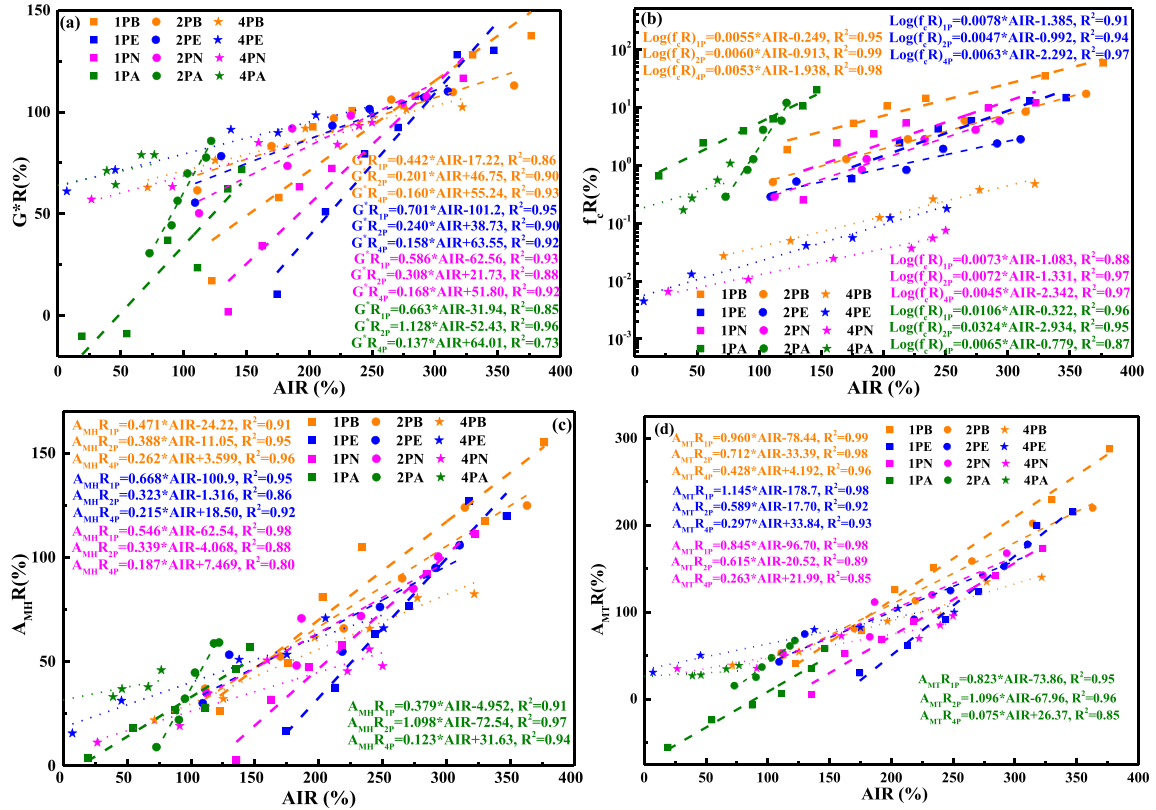 (a)
1PB 2PB 4PB
1PE 2PE 4PE
1PN 2PN 4PN
1PA 2PA 4PA
G*R1P=0.442*AIR-17.22, R2=0.86
G*R2P=0.201*AIR+46.75, R2=0.90
G*R4P=0.160*AIR+55.24, R2=0.93
G*R1P=0.701*AIR-101.2, R2=0.95
G*R2P=0.240*AIR+38.73, R2=0.90
G*R4P=0.158*AIR+63.55, R2=0.92
G*R1P=0.586*AIR-62.56, R2=0.93
G*R2P=0.308*AIR+21.73, R2=0.88
G*R4P=0.168*AIR+51.80, R2=0.92
G*R1P=0.663*AIR-31.94, R2=0.85
G*R2P=1.128*AIR-52.43, R2=0.96
G*R4P=0.137*AIR+64.01, R2=0.73
150
100
50
0
G*R(%)
0 50 100 150 200 250 300 350 400
AIR (%)
(b)
Log(fcR)1P=0.0078*AIR-1.385, R2=0.91
Log(fcR)2P=0.0047*AIR-0.992, R2=0.94
Log(fcR)4P=0.0063*AIR-2.292, R2=0.97
Log(fcR)1P=0.0055*AIR-0.249, R2=0.95
Log(fcR)2P=0.0060*AIR-0.913, R2=0.99
Log(fcR)4P=0.0053*AIR-1.938, R2=0.98
Log(fcR)1P=0.0073*AIR-1.083, R2=0.88
Log(fcR)2P=0.0072*AIR-1.331, R2=0.97
Log(fcR)4P=0.0045*AIR-2.342, R2=0.97
Log(fcR)1P=0.0106*AIR-0.322, R2=0.96
Log(fcR)2P=0.0324*AIR-2.934, R2=0.95
Log(fcR)4P=0.0065*AIR-0.779, R2=0.87
1PB 2PB 4PB
1PE 2PE 4PE
1PN 2PN 4PN
1PA 2PA 4PA
10^2
10^1
10^0
10^-1
10^-2
10^-3
fcR(%)
0 50 100 150 200 250 300 350 400
AIR (%)
(c)
AMHR1P=0.471*AIR-24.22, R2=0.91
AMHR2P=0.388*AIR-11.05, R2=0.95
AMHR4P=0.262*AIR+3.599, R2=0.96
AMHR1P=0.668*AIR-100.9, R2=0.95
AMHR2P=0.323*AIR-1.316, R2=0.86
AMHR4P=0.215*AIR+18.50, R2=0.92
AMHR1P=0.546*AIR-62.54, R2=0.98
AMHR2P=0.339*AIR-4.068, R2=0.88
AMHR4P=0.187*AIR+7.469, R2=0.80
1PB 2PB 4PB
1PE 2PE 4PE
1PN 2PN 4PN
1PA 2PA 4PA
AMHR1P=0.379*AIR-4.952, R2=0.91
AMHR2P=1.098*AIR-72.54, R2=0.97
AMHR4P=0.123*AIR+31.63, R2=0.94
150
100
50
0
AMHR(%)
0 50 100 150 200 250 300 350 400
AIR (%)
(d)
AMTR1P=0.960*AIR-78.44, R2=0.99
AMTR2P=0.712*AIR-33.39, R2=0.98
AMTR4P=0.428*AIR+4.192, R2=0.96
AMTR1P=1.145*AIR-178.7, R2=0.98
AMTR2P=0.589*AIR-17.70, R2=0.92
AMTR4P=0.297*AIR+33.84, R2=0.93
AMTR1P=0.845*AIR-96.70, R2=0.98
AMTR2P=0.615*AIR-20.52, R2=0.89
AMTR4P=0.263*AIR+21.99, R2=0.85
1PB 2PB 4PB
1PE 2PE 4PE
1PN 2PN 4PN
1PA 2PA 4PA
AMTR1P=0.823*AIR-73.86, R2=0.95
AMTR2P=1.096*AIR-67.96, R2=0.96
AMTR4P=0.075*AIR+26.37, R2=0.85
300
200
100
0
AMTR(%)
0 50 100 150 200 250 300 350 400
AIR (%)